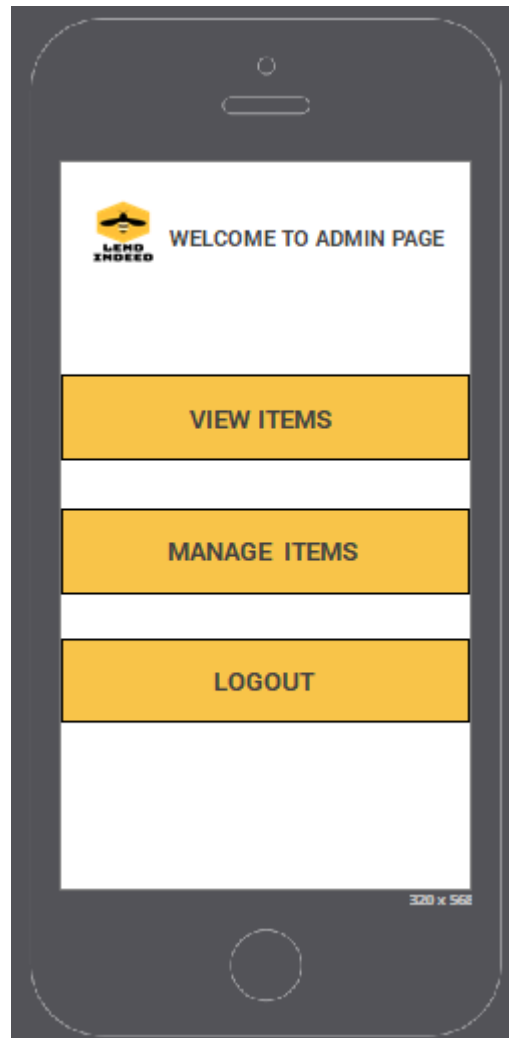 LEND
INDEED
WELCOME TO ADMIN PAGE
VIEW ITEMS
MANAGE ITEMS
LOGOUT
320 x 568